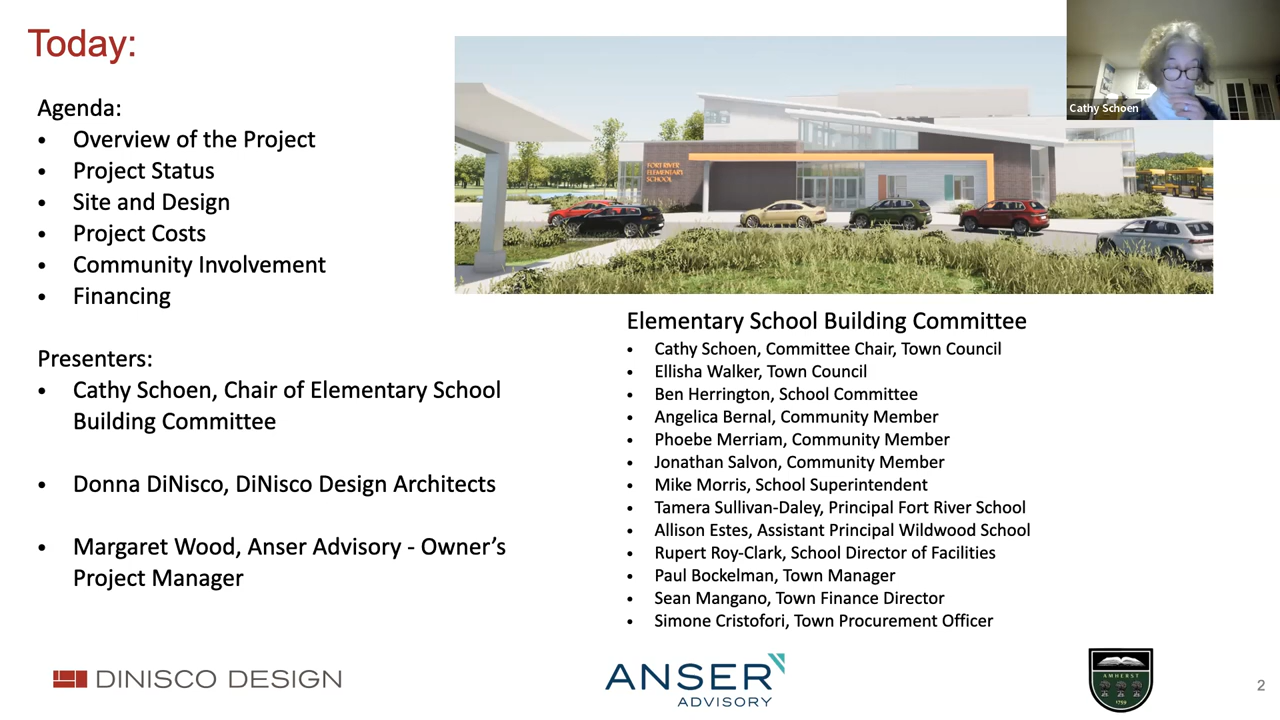 Today:
Agenda:
• Overview of the Project
• Project Status
• Site and Design
• Project Costs
• Community Involvement
• Financing
Presenters:
• Cathy Schoen, Chair of Elementary School
Building Committee
• Donna DiNisco, DiNisco Design Architects
• Margaret Wood, Anser Advisory - Owner's
Project Manager
FORT RIVER
ELEMENTARY
SCHOOL
Cathy Schoen
Elementary School Building Committee
• Cathy Schoen, Committee Chair, Town Council
• Ellisha Walker, Town Council
• Ben Herrington, School Committee
• Angelica Bernal, Community Member
• Phoebe Merriam, Community Member
• Jonathan Salvon, Community Member
• Mike Morris, School Superintendent
• Tamera Sullivan-Daley, Principal Fort River School
• Allison Estes, Assistant Principal Wildwood School
• Rupert Roy-Clark, School Director of Facilities
• Paul Bockelman, Town Manager
• Sean Mangano, Town Finance Director
• Simone Cristofori, Town Procurement Officer
DINISCO DESIGN
ANSER
ADVISORY
AMHERST
1759
2